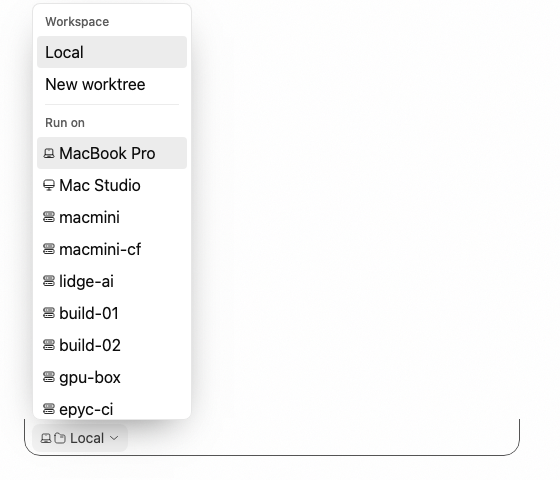 Workspace
Local
New worktree
Run on
MacBook Pro
Mac Studio
macmini
macmini-cf
lidge-ai
build-01
build-02
gpu-box
epyc-ci
Local